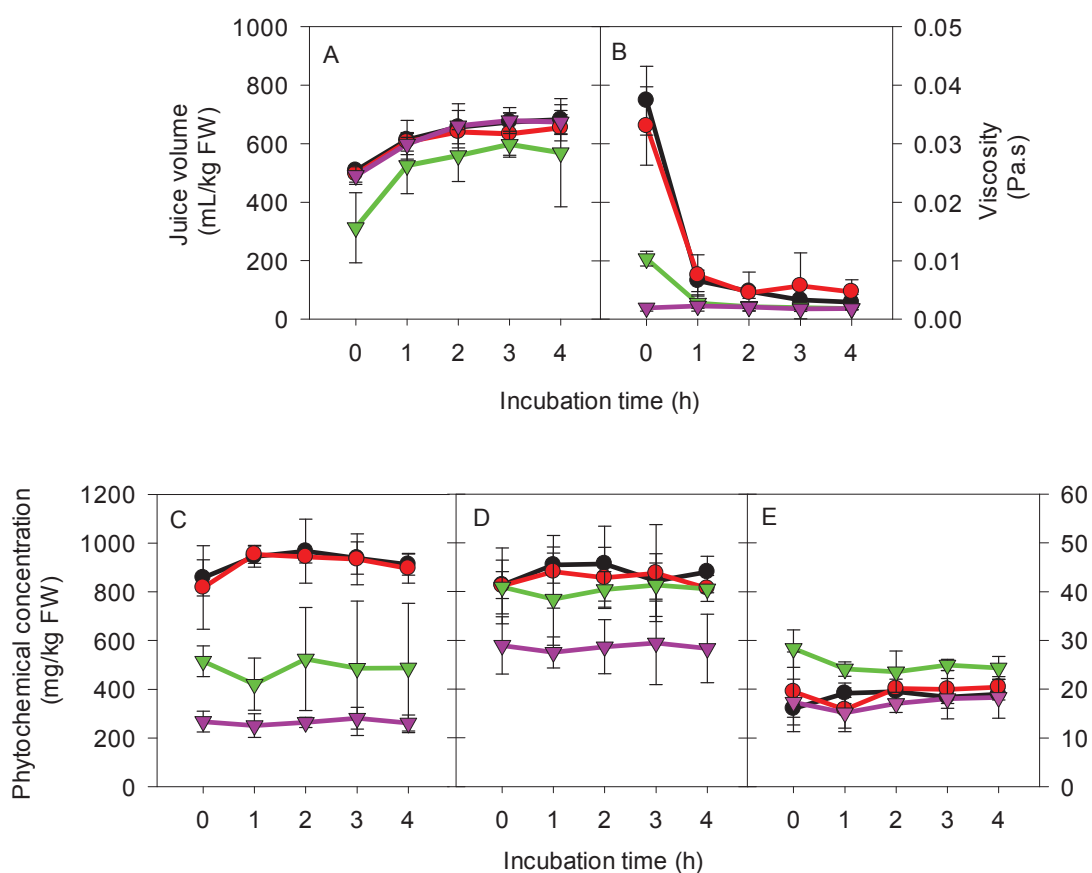 A
B
1000
800
600
400
200
0
Juice volume
(mL/kg FW)
0.05
0.04
0.03
0.02
0.01
0.00
Viscosity
(Pa.s)
0 1 2 3 4 0 1 2 3 4
Incubation time (h)
C
D
E
1200
1000
800
600
400
200
0
Phytochemical concentration
(mg/kg FW)
60
50
40
30
20
10
0
0 1 2 3 4 0 1 2 3 4 0 1 2 3 4
Incubation time (h)